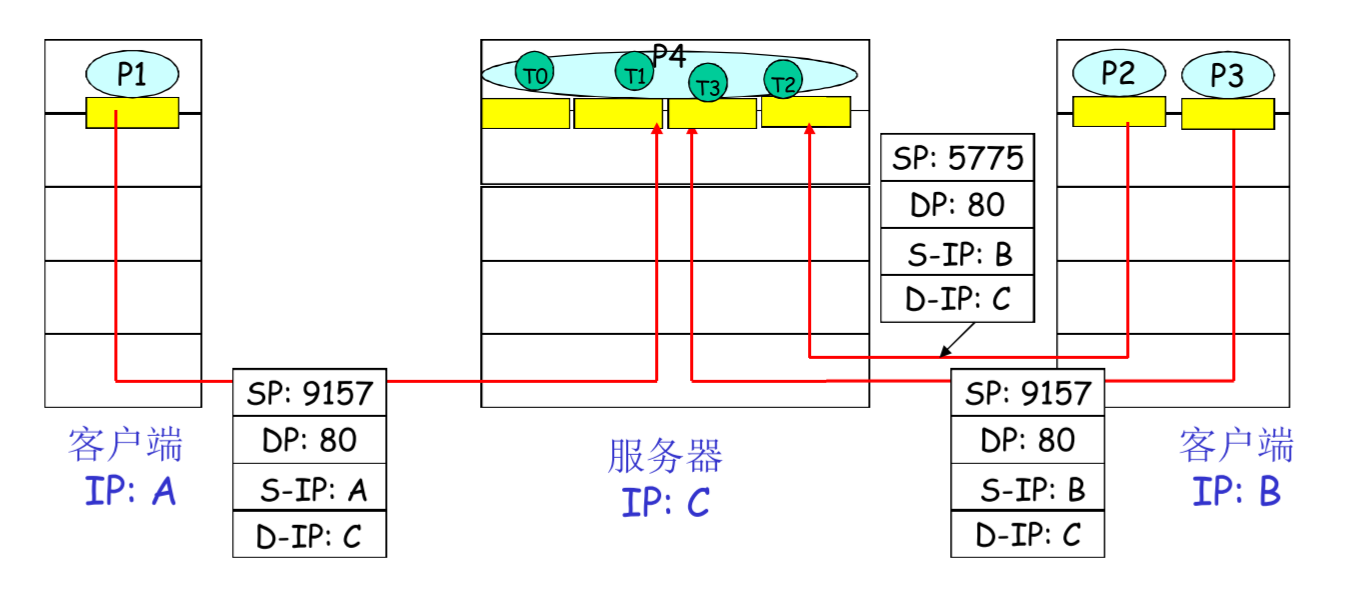 P1
P4
T0
T1
T3
T2
P2
P3
SP: 5775
DP: 80
S-IP: B
D-IP: C
SP: 9157
DP: 80
S-IP: A
D-IP: C
SP: 9157
DP: 80
S-IP: B
D-IP: C
客户端
IP: A
服务器
IP: C
客户端
IP: B